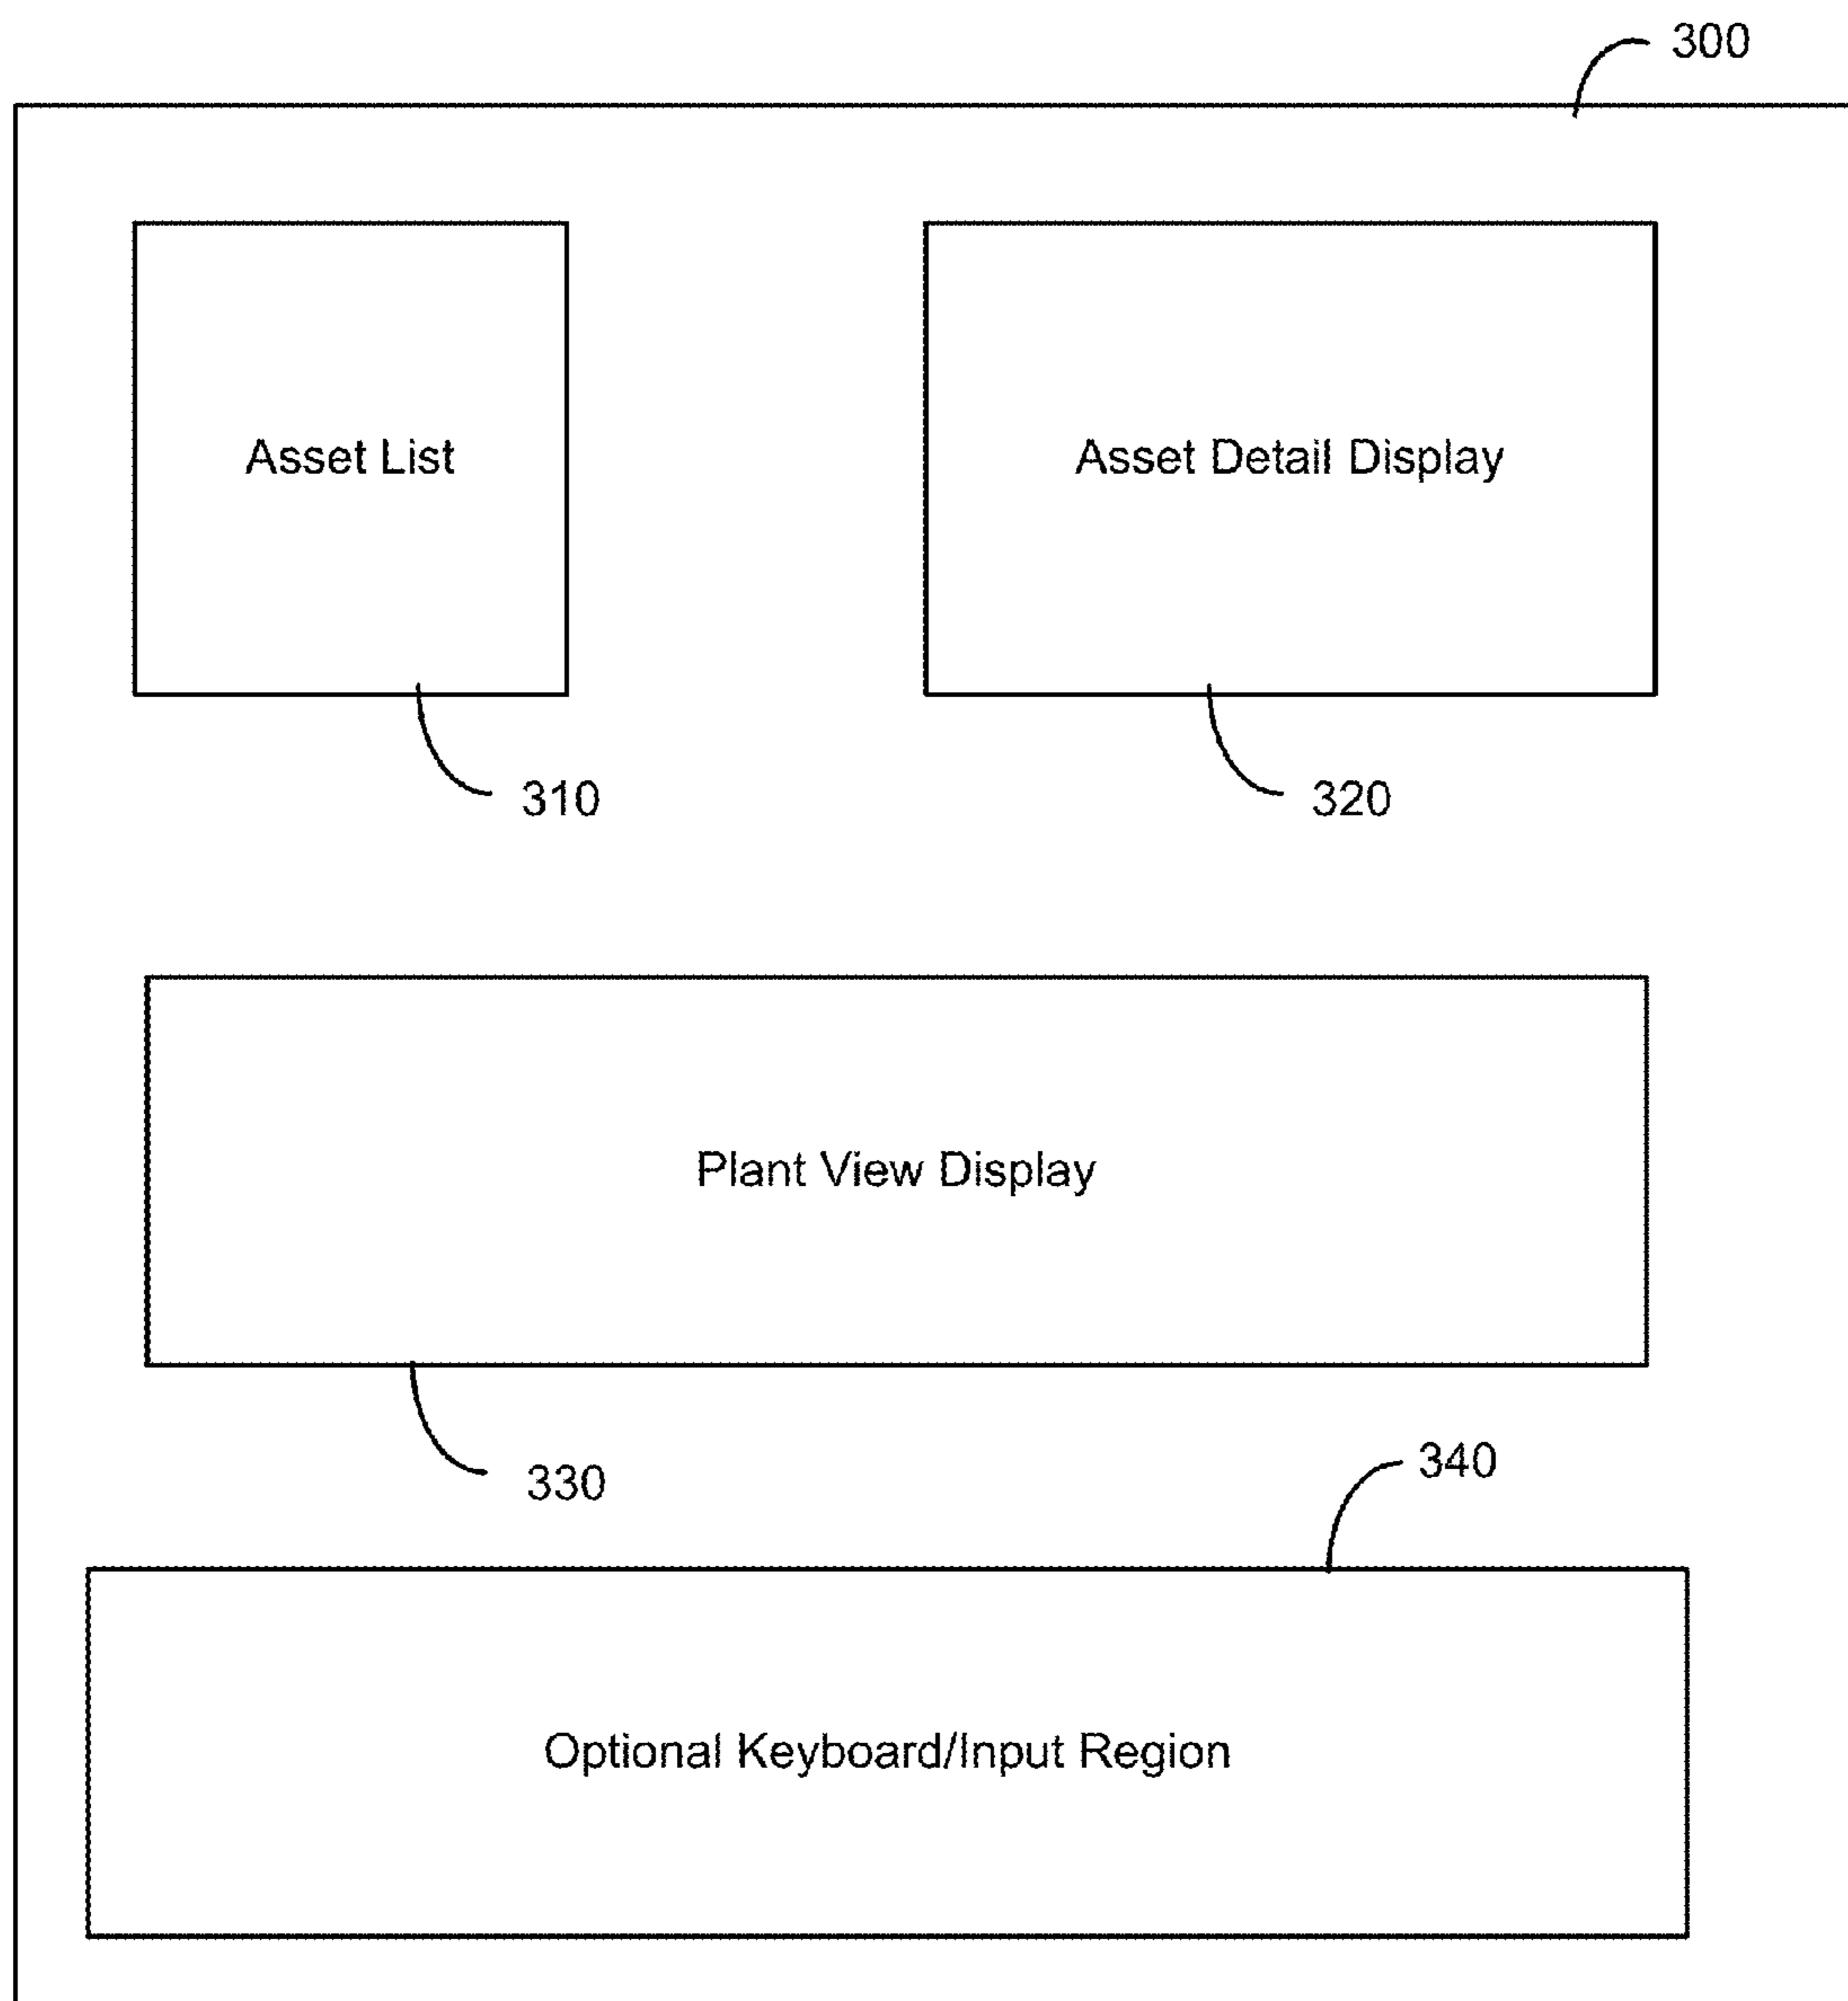 300
Asset List
Asset Detail Display
310
320
Plant View Display
330
340
Optional Keyboard/Input Region